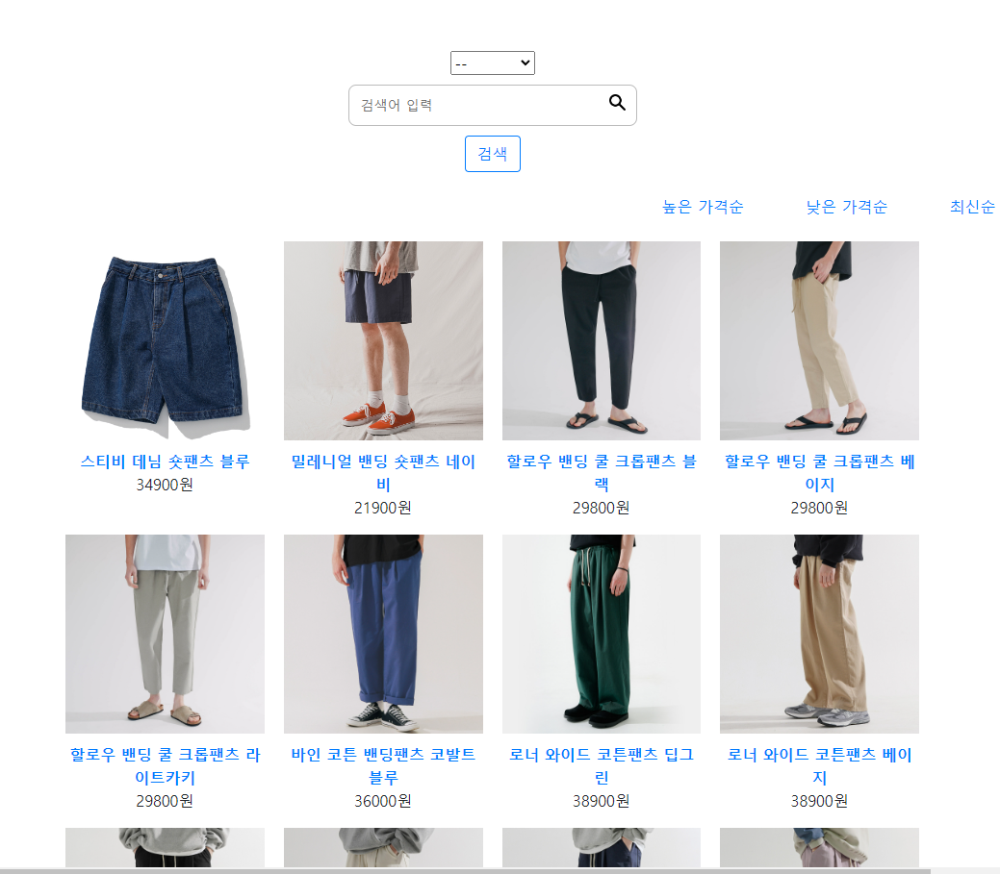 --
검색어 입력
검색
높은 가격순 낮은 가격순 최신순
스티비 데님 숏팬츠 블루
34900원
밀레니얼 밴딩 숏팬츠 네이
비
21900원
할로우 밴딩 쿨 크롭팬츠 블
랙
29800원
할로우 밴딩 쿨 크롭팬츠 베
이지
29800원
할로우 밴딩 쿨 크롭팬츠 라
이트카키
29800원
바인 코튼 밴딩팬츠 코발트
블루
36000원
로너 와이드 코튼팬츠 딥그
린
38900원
로너 와이드 코튼팬츠 베이
지
38900원